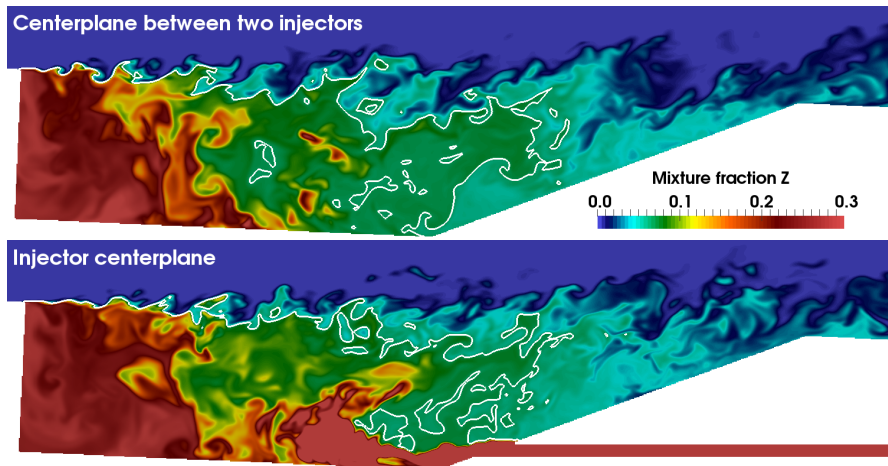 Centerplane between two injectors
Mixture fraction Z
0.0 0.1 0.2 0.3
Injector centerplane